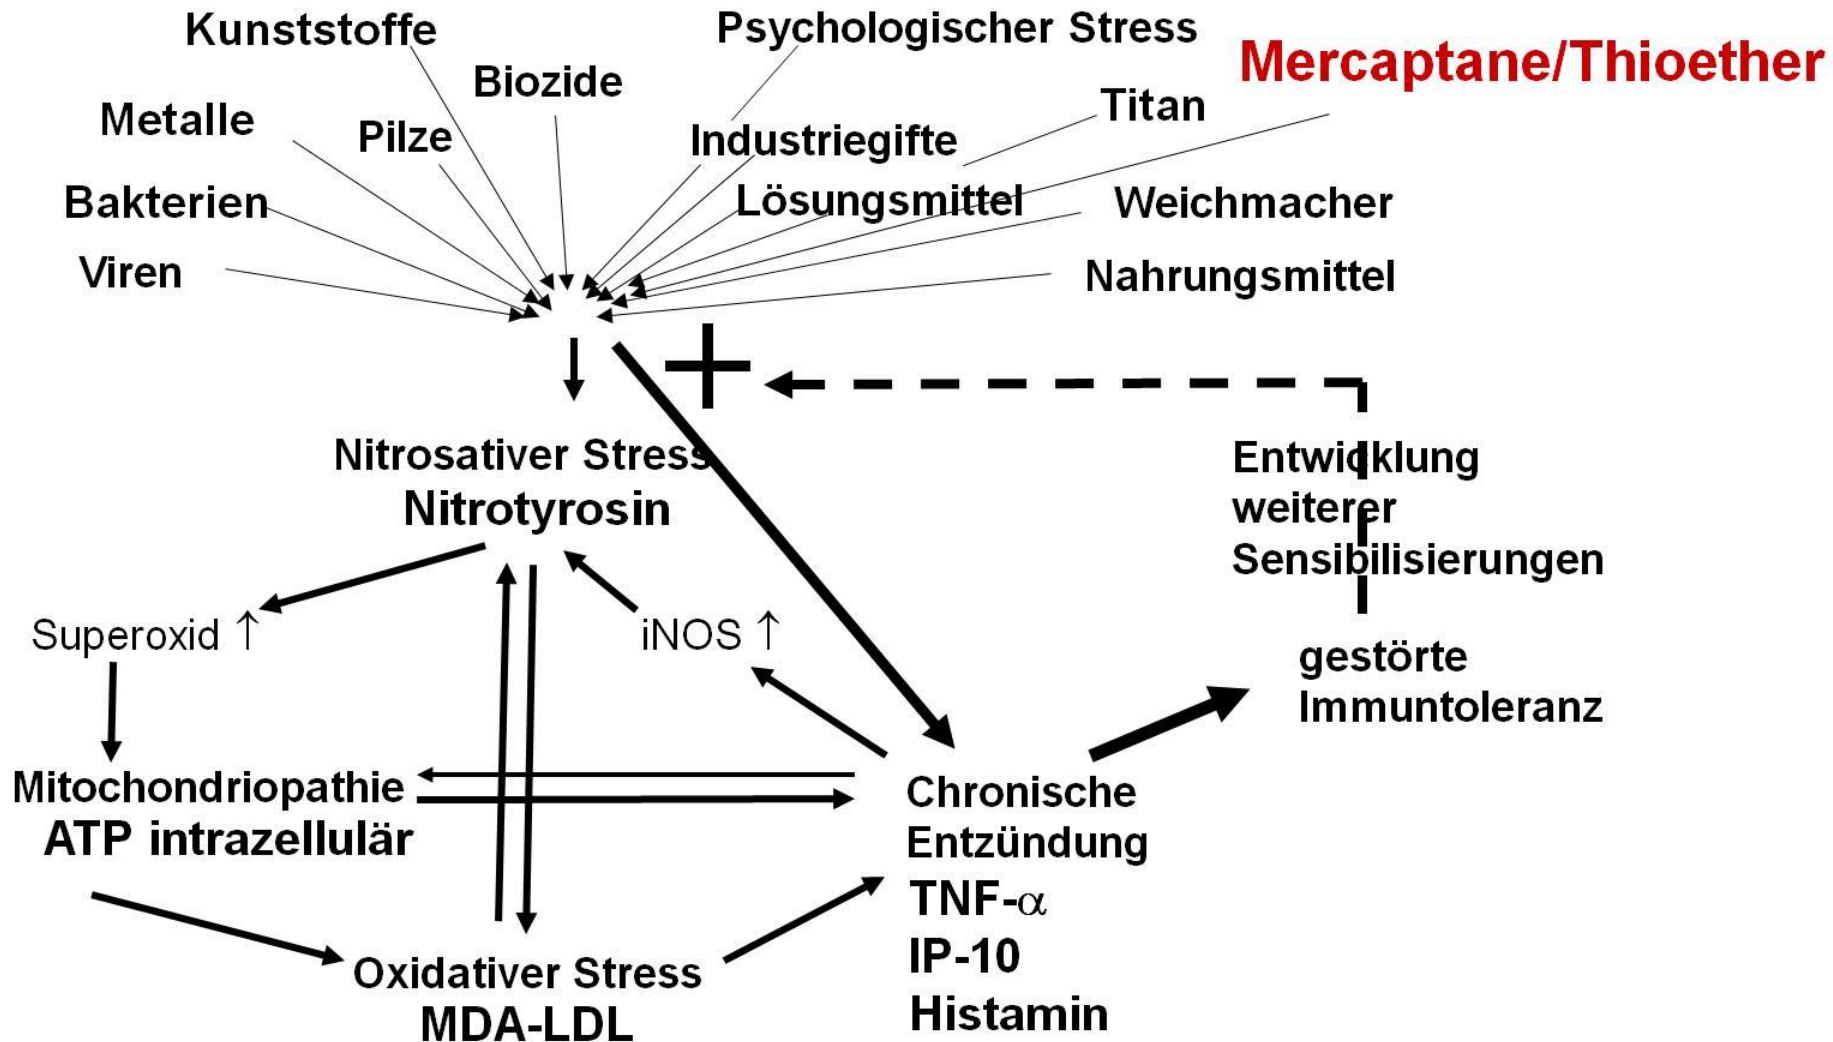 Kunststoffe
Psychologischer Stress
Mercaptane/Thioether
Biozide
Titan
Metalle
Pilze
Industriegifte
Bakterien
Lösungsmittel
Weichmacher
Viren
Nahrungsmittel
+
Nitrosativer Stress
Nitrotyrosin
Entwicklung
weiterer
Sensibilisierungen
Superoxid ↑
iNOS ↑
gestörte
Immuntoleranz
Mitochondriopathie
ATP intrazellulär
Chronische
Entzündung
TNF-α
IP-10
Histamin
Oxidativer Stress
MDA-LDL